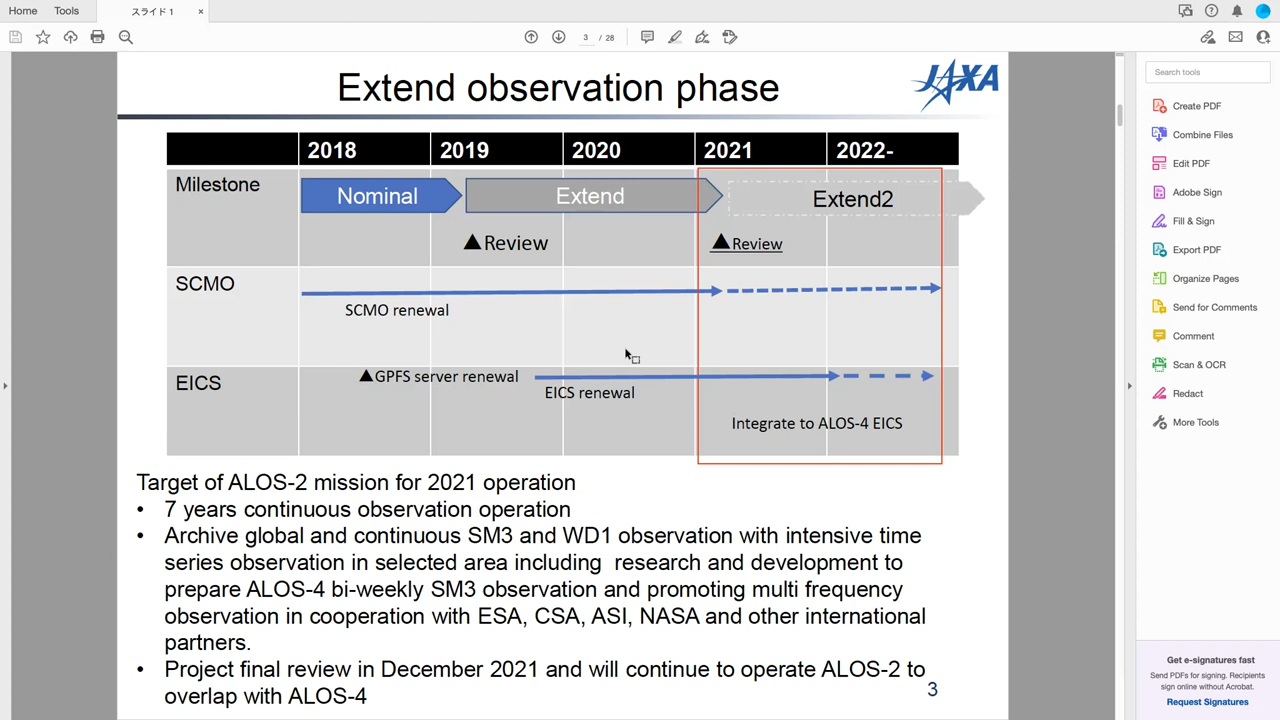 Home Tools スライド 1 ×
3 / 28
Extend observation phase
JAXA
2018 2019 2020 2021 2022-
Milestone Nominal Extend Extend2
▲Review ▲Review
SCMO
SCMO renewal
EICS ▲GPFS server renewal
EICS renewal
Integrate to ALOS-4 EICS
Target of ALOS-2 mission for 2021 operation
• 7 years continuous observation operation
• Archive global and continuous SM3 and WD1 observation with intensive time
series observation in selected area including research and development to
prepare ALOS-4 bi-weekly SM3 observation and promoting multi frequency
observation in cooperation with ESA, CSA, ASI, NASA and other international
partners.
• Project final review in December 2021 and will continue to operate ALOS-2 to
overlap with ALOS-4
3
Search tools
Create PDF
Combine Files
Edit PDF
Adobe Sign
Fill & Sign
Export PDF
Organize Pages
Send for Comments
Comment
Scan & OCR
Redact
More Tools
Get e-signatures fast
Send PDFs for signing. Recipients
sign online without Acrobat.
Request Signatures